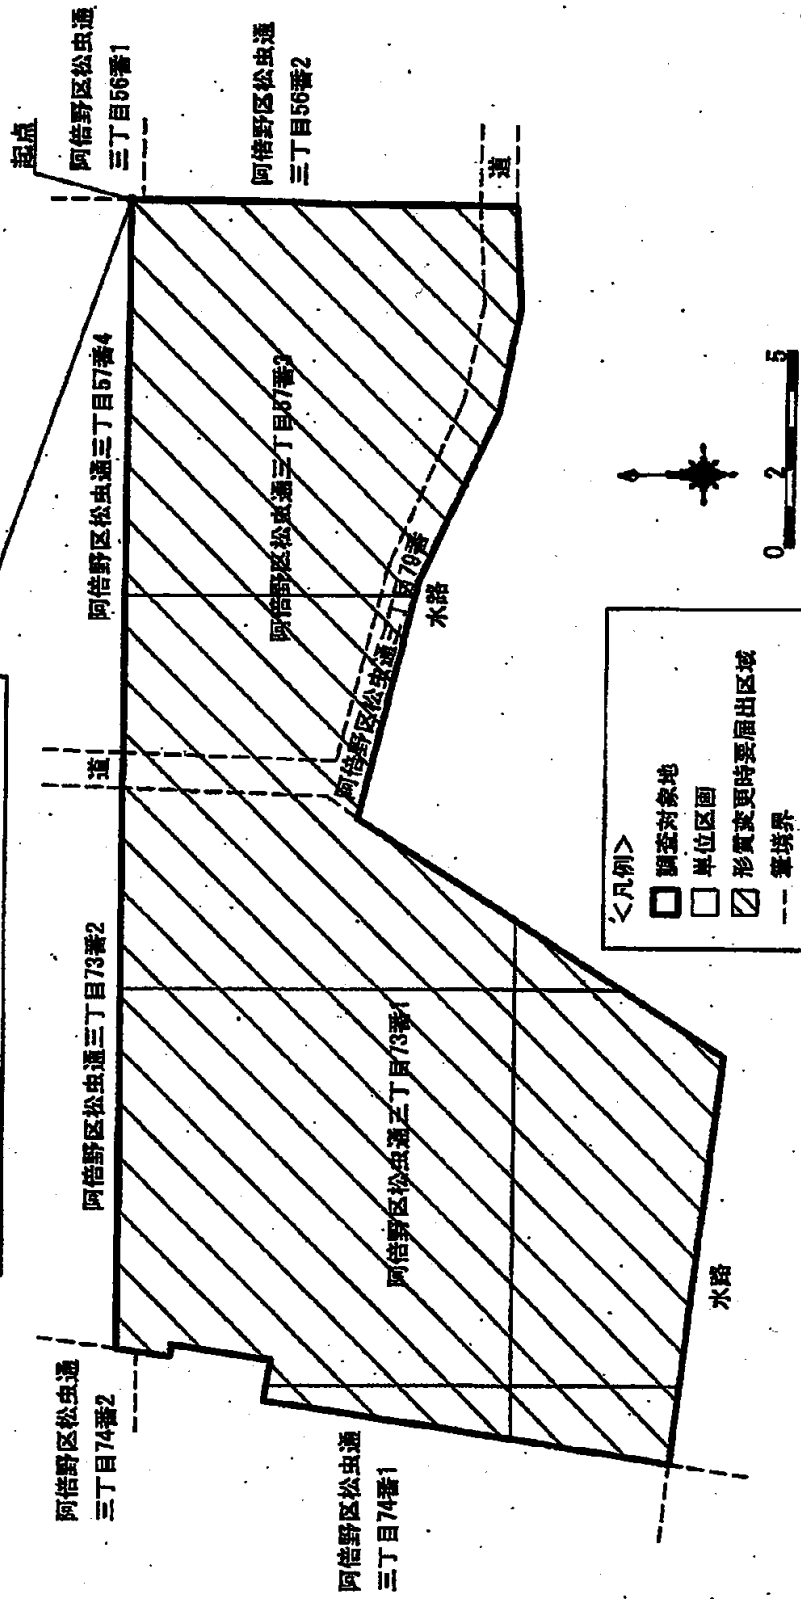 起点
阿倍野区松虫通
三丁目56番1
阿倍野区松虫通
三丁目56番2
道
阿倍野区松虫通三丁目57番4
阿倍野区松虫通三丁目57番3
阿倍野区松虫通三丁目79番
水路
道
阿倍野区松虫通三丁目73番2
阿倍野区松虫通三丁目73番1
水路
阿倍野区松虫通
三丁目74番2
阿倍野区松虫通
三丁目74番1
0 2 5
<凡例>
調査対象地
単位区画
形質変更時要届出区域
筆境界